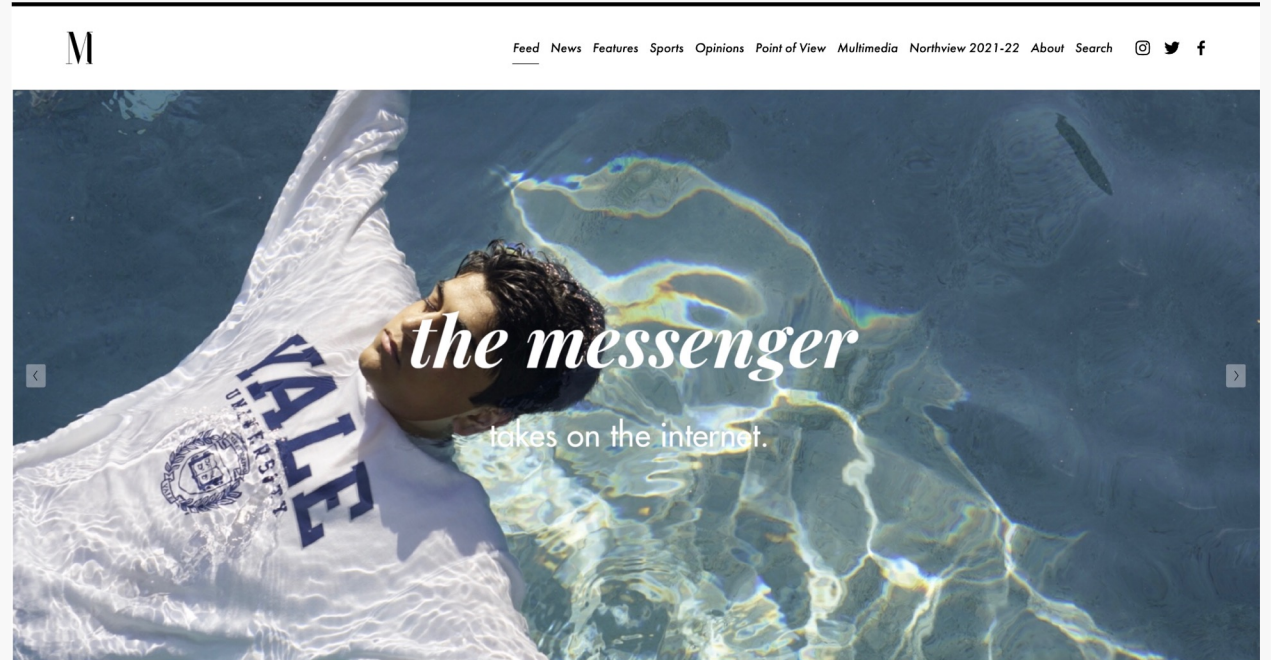 M
Feed News Features Sports Opinions Point of View Multimedia Northview 2021-22 About Search
the messenger
takes on the internet.
YALE
UNIVERSITY